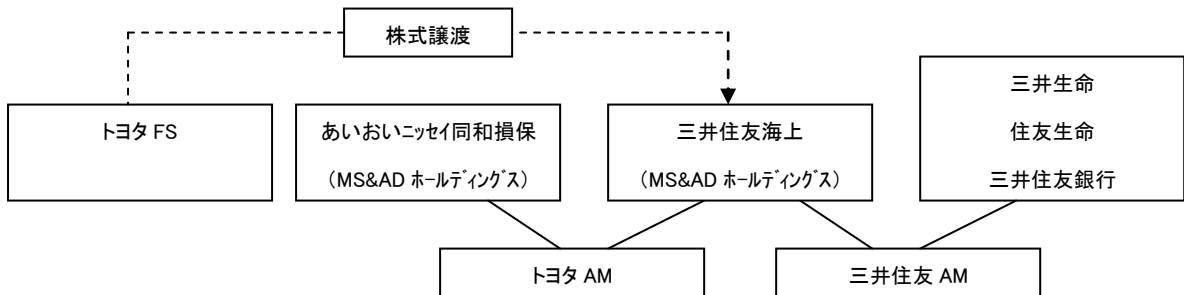 株式譲渡
トヨタ FS
あいおいニッセイ同和損保
（MS&AD ホールディングス）
三井住友海上
（MS&AD ホールディングス）
三井生命
住友生命
三井住友銀行
トヨタ AM
三井住友 AM